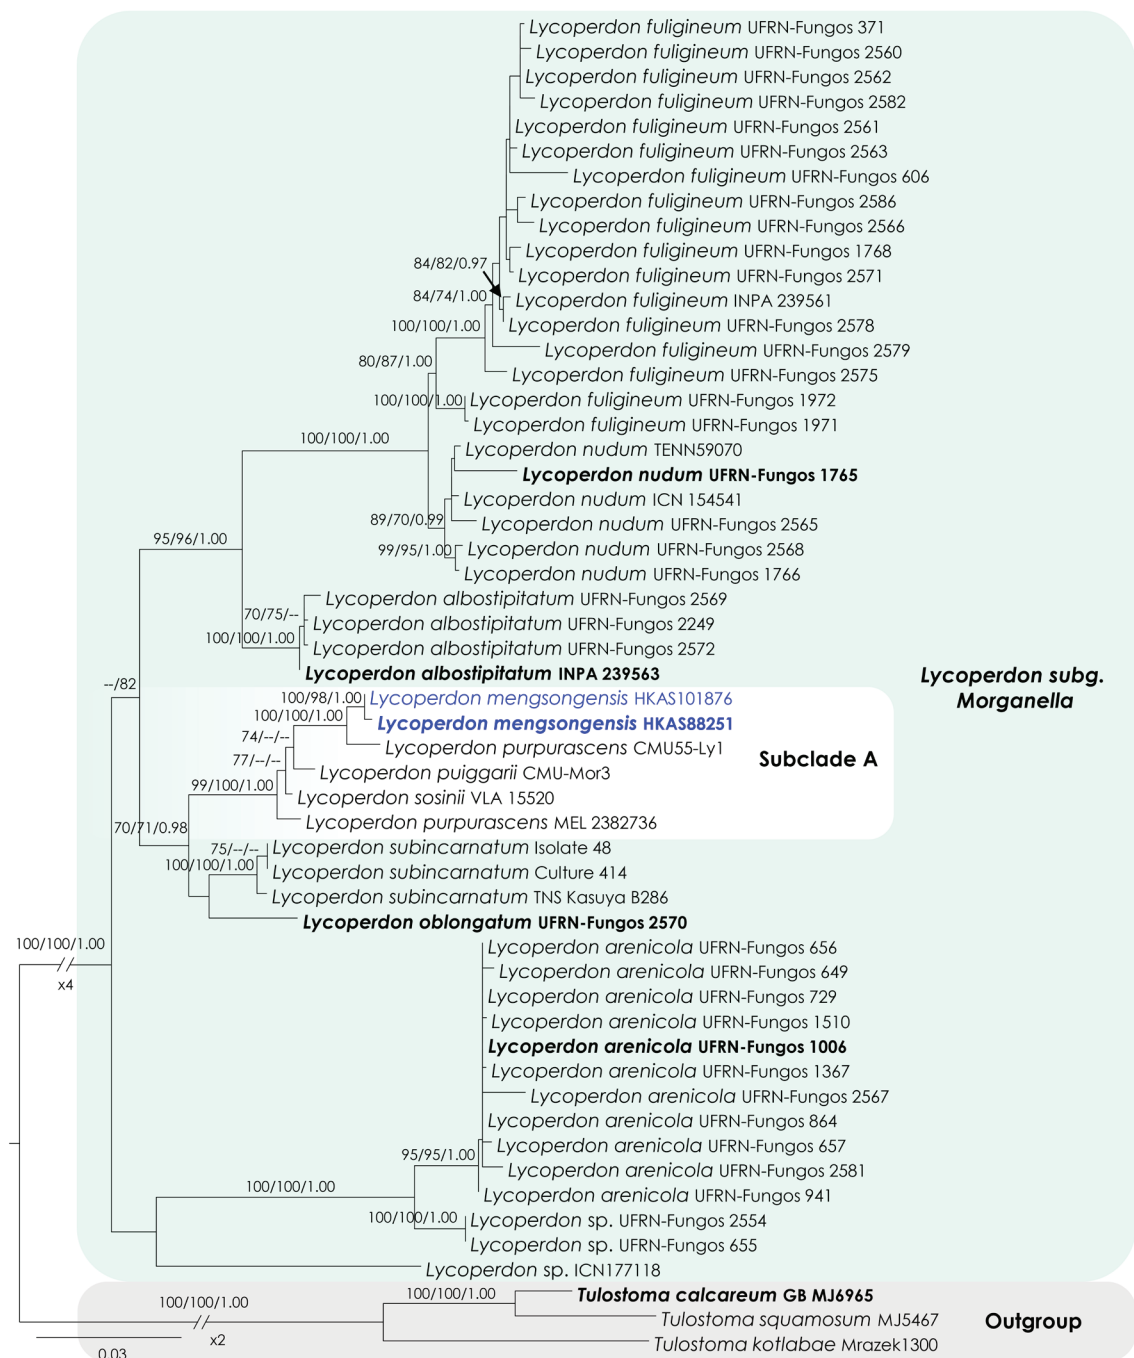 Lycoperdon fuligineum UFRN-Fungos 371
Lycoperdon fuligineum UFRN-Fungos 2560
Lycoperdon fuligineum UFRN-Fungos 2562
Lycoperdon fuligineum UFRN-Fungos 2582
Lycoperdon fuligineum UFRN-Fungos 2561
Lycoperdon fuligineum UFRN-Fungos 2563
Lycoperdon fuligineum UFRN-Fungos 606
Lycoperdon fuligineum UFRN-Fungos 2586
Lycoperdon fuligineum UFRN-Fungos 2566
Lycoperdon fuligineum UFRN-Fungos 1768
84/82/0.97
Lycoperdon fuligineum UFRN-Fungos 2571
84/74/1.00
Lycoperdon fuligineum INPA 239561
100/100/1.00
Lycoperdon fuligineum UFRN-Fungos 2578
Lycoperdon fuligineum UFRN-Fungos 2579
80/87/1.00
Lycoperdon fuligineum UFRN-Fungos 2575
100/100/1.00
Lycoperdon fuligineum UFRN-Fungos 1972
Lycoperdon fuligineum UFRN-Fungos 1971
100/100/1.00
Lycoperdon nudum TENN59070
Lycoperdon nudum UFRN-Fungos 1765
Lycoperdon nudum ICN 154541
89/70/0.99
Lycoperdon nudum UFRN-Fungos 2565
99/95/1.00
Lycoperdon nudum UFRN-Fungos 2568
95/96/1.00
Lycoperdon nudum UFRN-Fungos 1766
Lycoperdon albostipitatum UFRN-Fungos 2569
70/75/--
Lycoperdon albostipitatum UFRN-Fungos 2249
100/100/1.00
Lycoperdon albostipitatum UFRN-Fungos 2572
Lycoperdon albostipitatum INPA 239563
Lycoperdon subg.
Morganella
--/82
100/98/1.00
Lycoperdon mengsongensis HKAS101876
100/100/1.00
Lycoperdon mengsongensis HKAS88251
74/--/--
Lycoperdon purpurascens CMU55-Ly1
77/--/--
Subclade A
Lycoperdon puiggarii CMU-Mor3
99/100/1.00
Lycoperdon sosinii VLA 15520
70/71/0.98
Lycoperdon purpurascens MEL 2382736
75/--/--
Lycoperdon subincarnatum Isolate 48
100/100/1.00
Lycoperdon subincarnatum Culture 414
Lycoperdon subincarnatum TNS Kasuya B286
Lycoperdon oblongatum UFRN-Fungos 2570
100/100/1.00
x4
Lycoperdon arenicola UFRN-Fungos 656
Lycoperdon arenicola UFRN-Fungos 649
Lycoperdon arenicola UFRN-Fungos 729
Lycoperdon arenicola UFRN-Fungos 1510
Lycoperdon arenicola UFRN-Fungos 1006
Lycoperdon arenicola UFRN-Fungos 1367
Lycoperdon arenicola UFRN-Fungos 2567
Lycoperdon arenicola UFRN-Fungos 864
Lycoperdon arenicola UFRN-Fungos 657
95/95/1.00
Lycoperdon arenicola UFRN-Fungos 2581
100/100/1.00
Lycoperdon arenicola UFRN-Fungos 941
100/100/1.00
Lycoperdon sp. UFRN-Fungos 2554
Lycoperdon sp. UFRN-Fungos 655
Lycoperdon sp. ICN177118
100/100/1.00
Tulostoma calcareum GB MJ6965
100/100/1.00
x2
Tulostoma squamosum MJ5467
Outgroup
Tulostoma kotlabae Mrazek1300
0.03